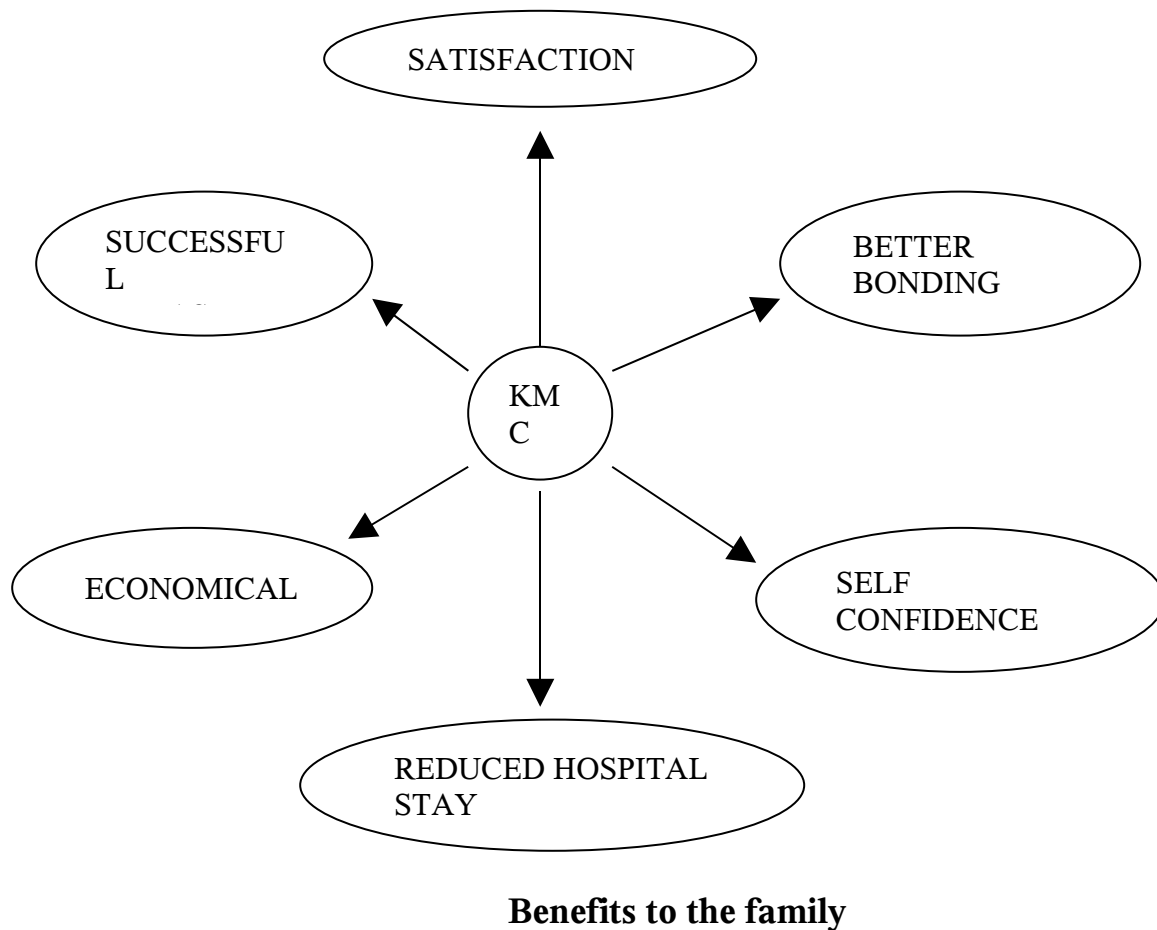 SATISFACTION
SUCCESSFU
L
BETTER
BONDING
KM
C
ECONOMICAL
SELF
CONFIDENCE
REDUCED HOSPITAL
STAY
Benefits to the family